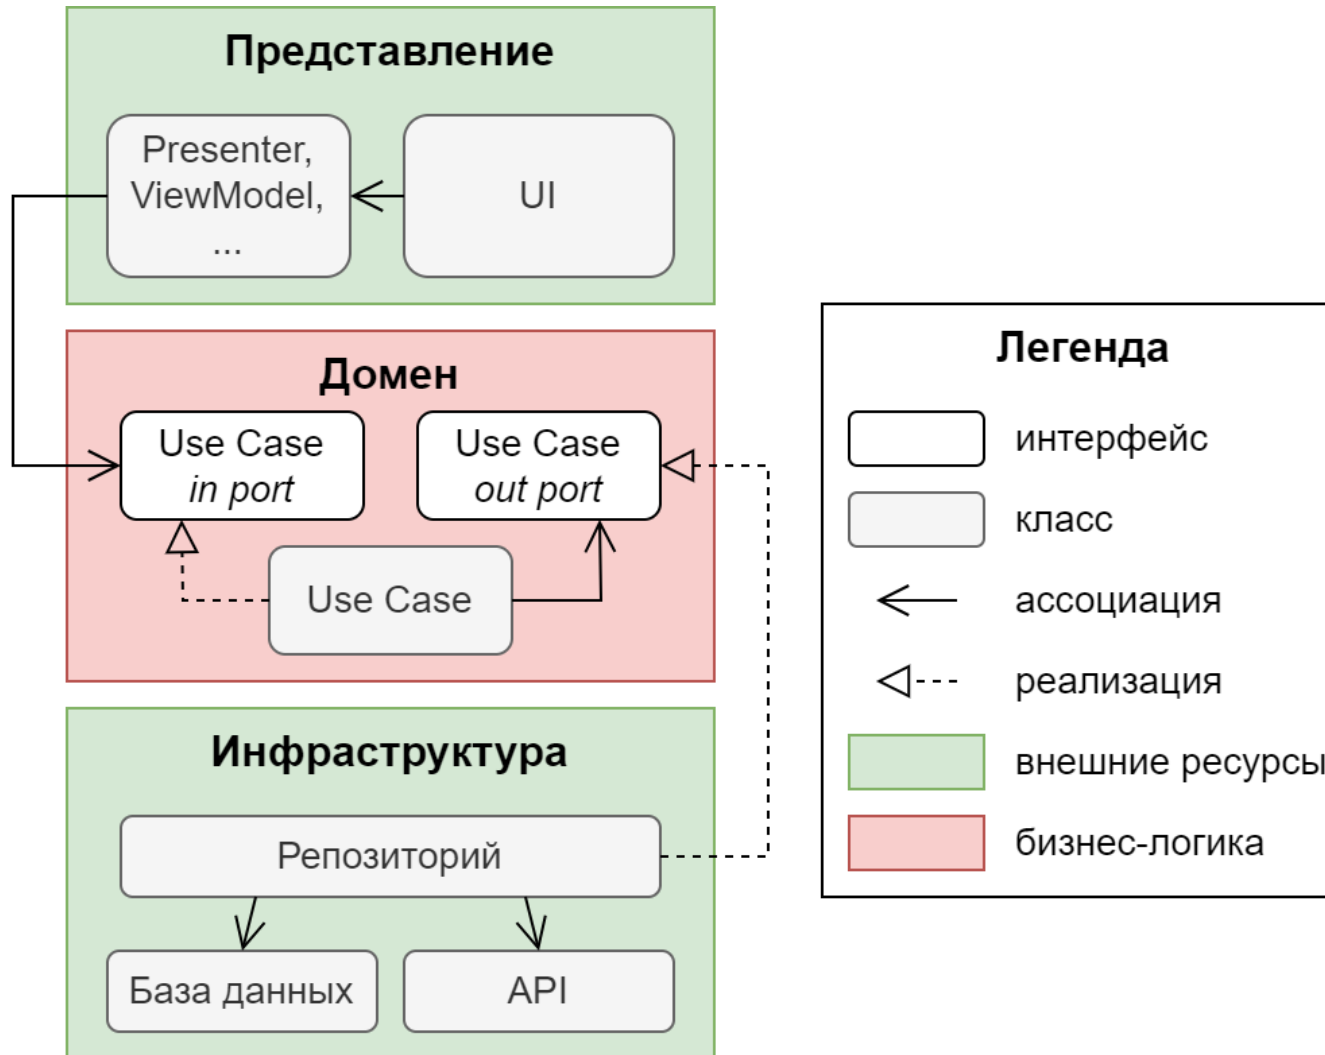 Представление
Presenter,
ViewModel,
...
UI
Домен
Use Case
in port
Use Case
out port
Use Case
Инфраструктура
Репозиторий
База данных
API
Легенда
интерфейс
класс
ассоциация
реализация
внешние ресурсы
бизнес-логика